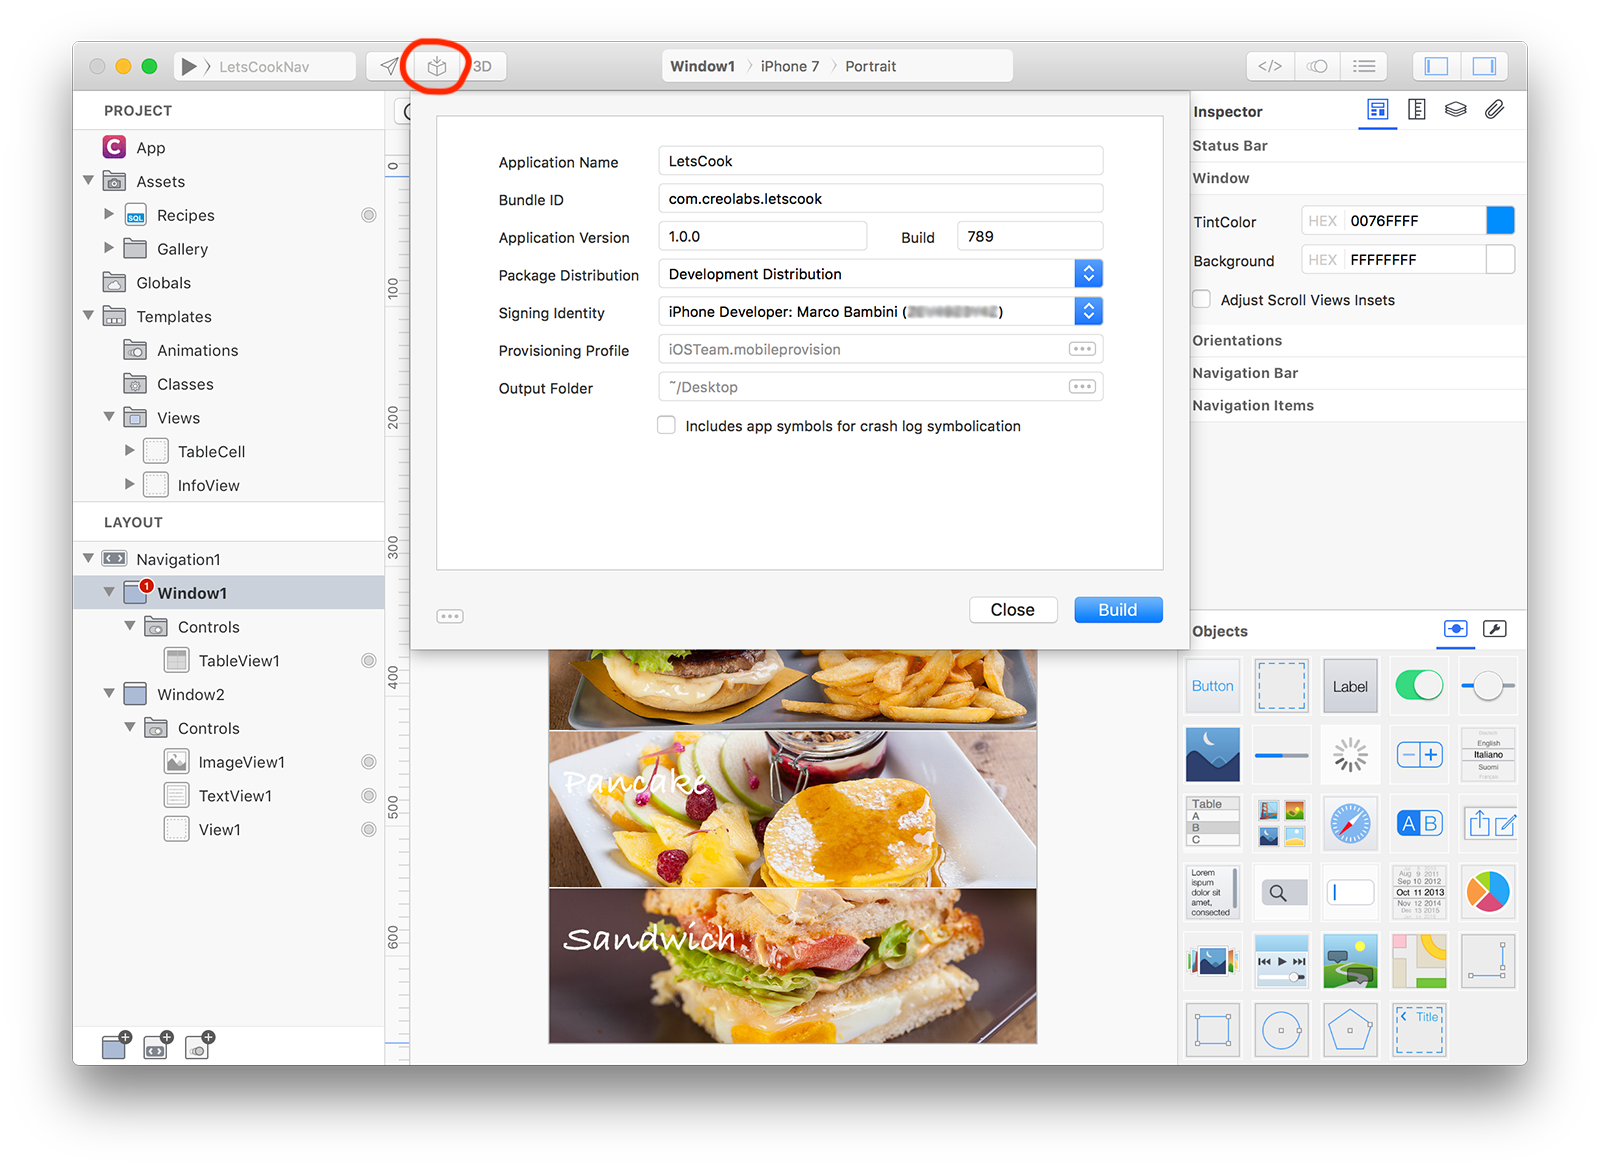 LetsCookNav
3D
Window1 iPhone 7 Portrait
</>
PROJECT
App
Assets
Recipes
SQL
Gallery
Globals
Templates
Animations
Classes
Views
TableCell
InfoView
LAYOUT
Navigation1
1
Window1
Controls
TableView1
Window2
Controls
ImageView1
TextView1
View1
0
100
200
300
400
500
600
Application Name LetsCook
Bundle ID com.creolabs.letscook
Application Version 1.0.0 Build 789
Package Distribution Development Distribution
Signing Identity iPhone Developer: Marco Bambini ( )
Provisioning Profile iOSTeam.mobileprovision
Output Folder ~/Desktop
Includes app symbols for crash log symbolication
Close Build
Pancake
Sandwich
Inspector
Status Bar
Window
TintColor HEX 0076FFFF
Background HEX FFFFFFFF
Adjust Scroll Views Insets
Orientations
Navigation Bar
Navigation Items
Objects
Button
Label
Deutsch
English
Italiano
Suomi
Français
Table
A
B
C
A B
Lorem
ispum
dolor sit
amet,
consected
Aug 9 2011
Sep 10 2012
Oct 11 2013
Nov 12 2014
Dec 13 2015
Title